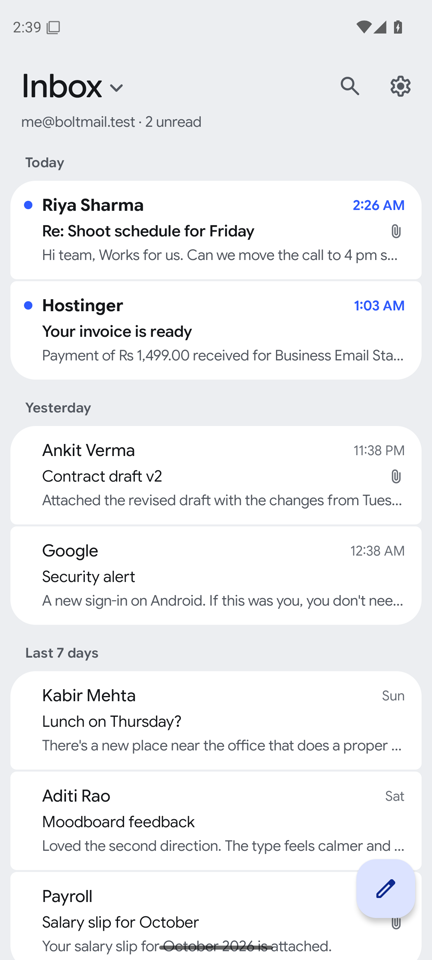 2:39
Inbox
me@boltmail.test · 2 unread
Today
Riya Sharma 2:26 AM
Re: Shoot schedule for Friday
Hi team, Works for us. Can we move the call to 4 pm s...
Hostinger 1:03 AM
Your invoice is ready
Payment of Rs 1,499.00 received for Business Email Sta...
Yesterday
Ankit Verma 11:38 PM
Contract draft v2
Attached the revised draft with the changes from Tues...
Google 12:38 AM
Security alert
A new sign-in on Android. If this was you, you don't nee...
Last 7 days
Kabir Mehta Sun
Lunch on Thursday?
There's a new place near the office that does a proper ...
Aditi Rao Sat
Moodboard feedback
Loved the second direction. The type feels calmer and ...
Payroll
Salary slip for October
Your salary slip for October 2026 is attached.